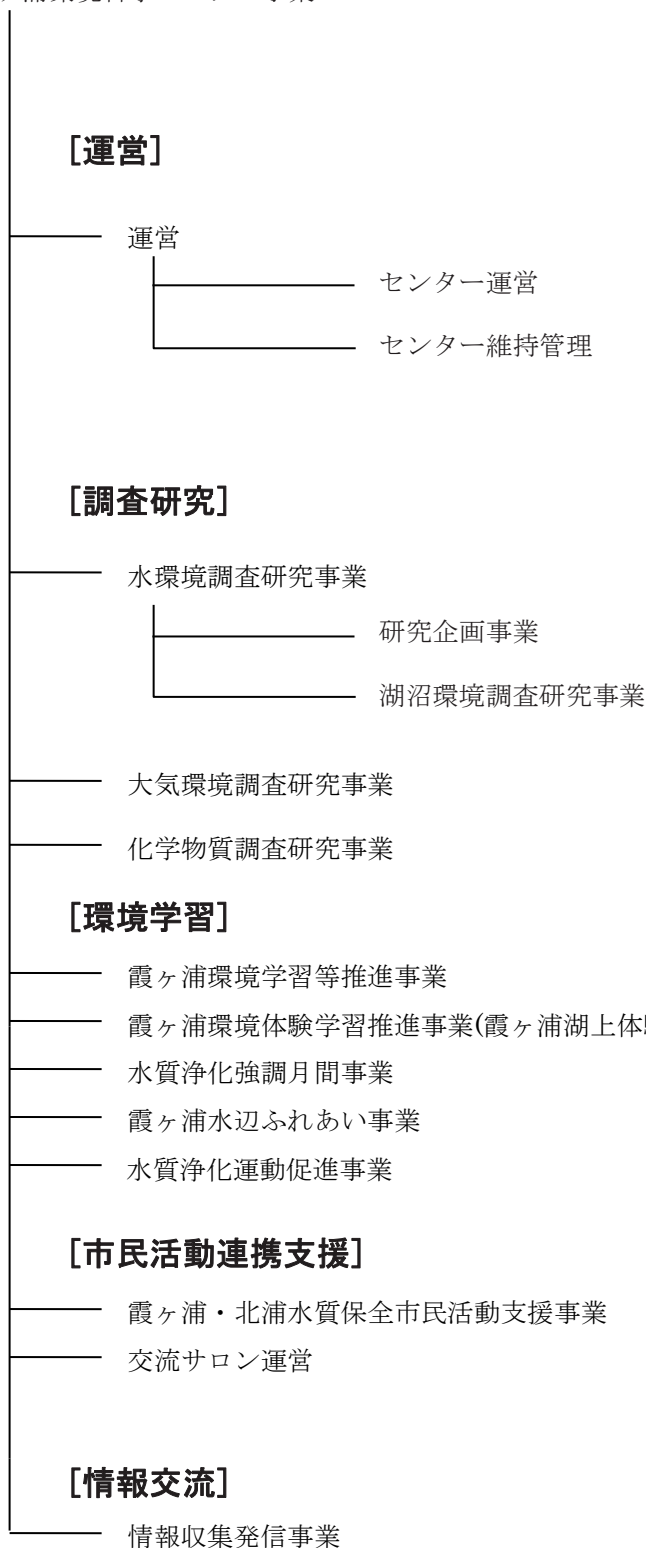 [運営]
運営
センター運営
センター維持管理
[調査研究]
水環境調査研究事業
研究企画事業
湖沼環境調査研究事業
大気環境調査研究事業
化学物質調査研究事業
[環境学習]
霞ヶ浦環境学習等推進事業
霞ヶ浦環境体験学習推進事業(霞ヶ浦湖上体
水質浄化強調月間事業
霞ヶ浦水辺ふれあい事業
水質浄化運動促進事業
[市民活動連携支援]
霞ヶ浦・北浦水質保全市民活動支援事業
交流サロン運営
[情報交流]
情報収集発信事業